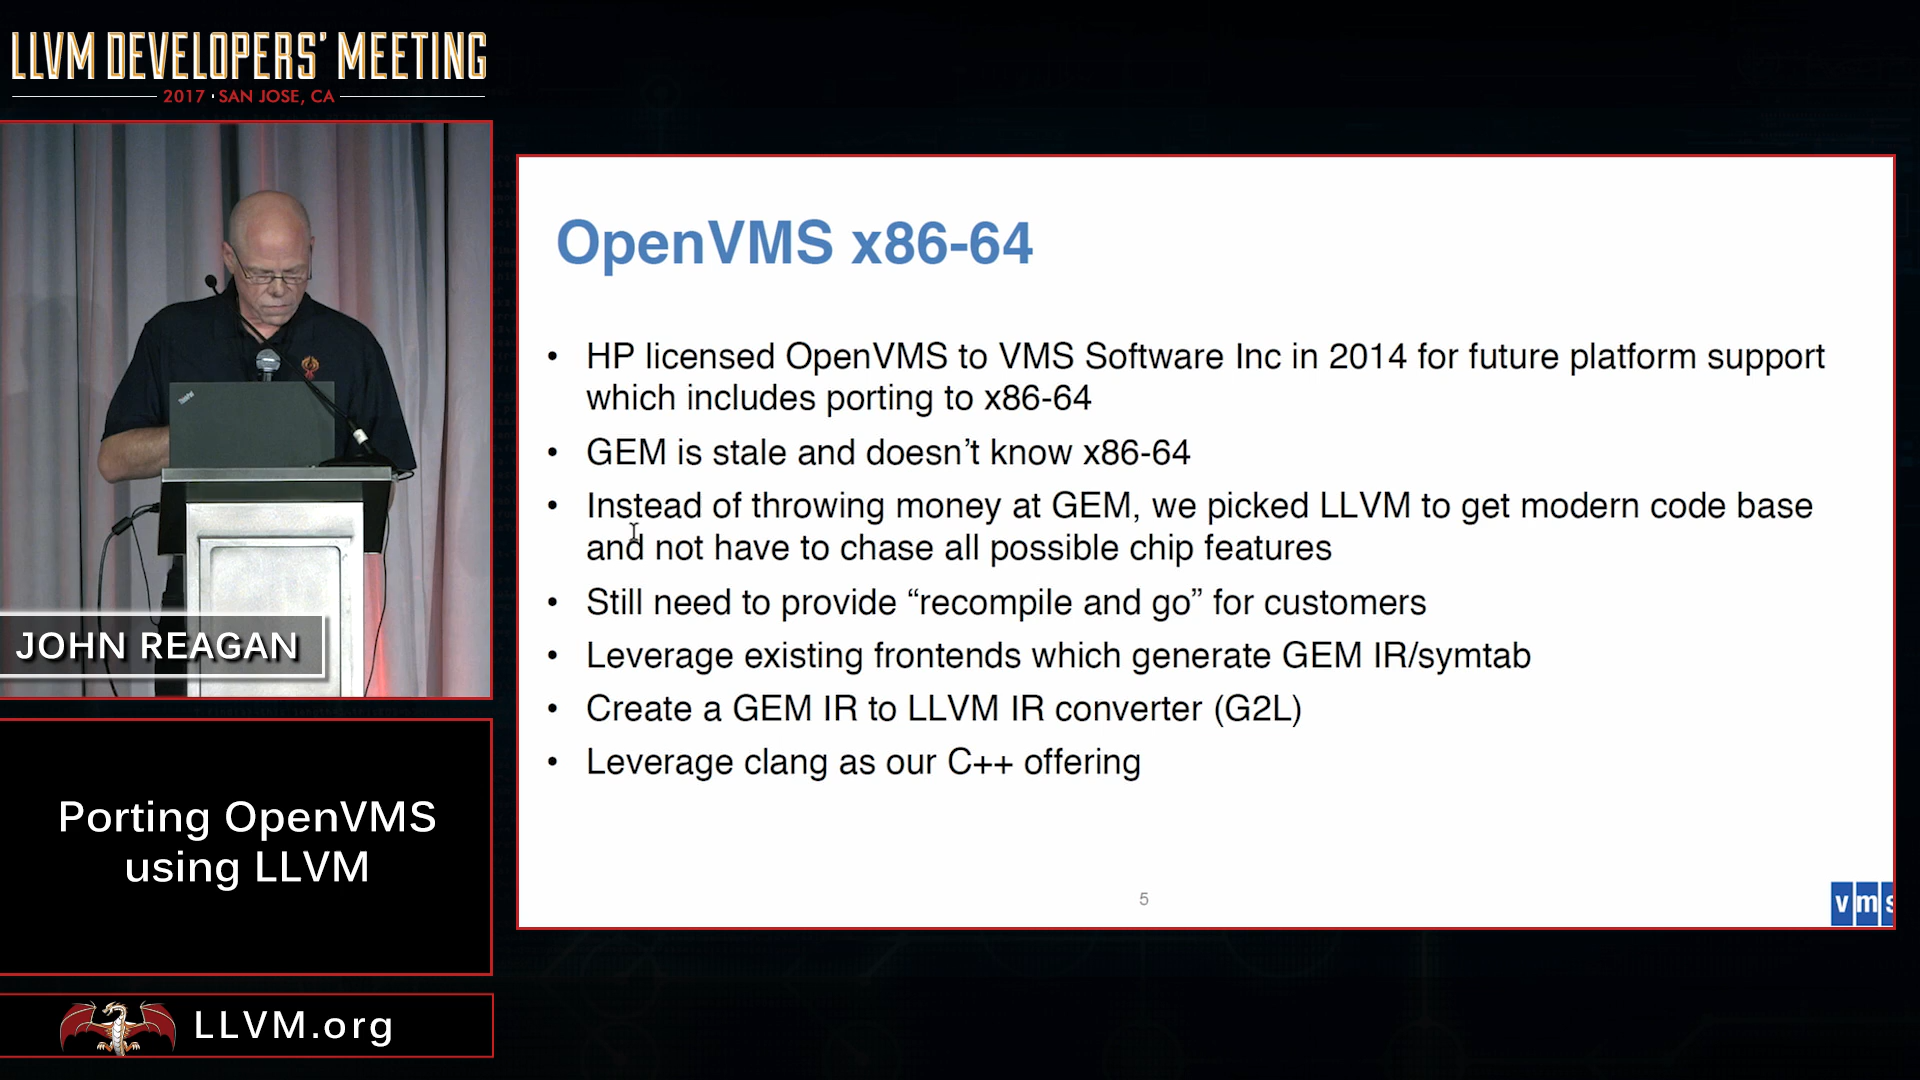 LLVM DEVELOPERS' MEETING
2017 · SAN JOSE, CA
JOHN REAGAN
Porting OpenVMS
using LLVM
LLVM.org
OpenVMS x86-64
• HP licensed OpenVMS to VMS Software Inc in 2014 for future platform support
which includes porting to x86-64
• GEM is stale and doesn’t know x86-64
• Instead of throwing money at GEM, we picked LLVM to get modern code base
and not have to chase all possible chip features
• Still need to provide “recompile and go” for customers
• Leverage existing frontends which generate GEM IR/symtab
• Create a GEM IR to LLVM IR converter (G2L)
• Leverage clang as our C++ offering
5
vms
ThinkPad